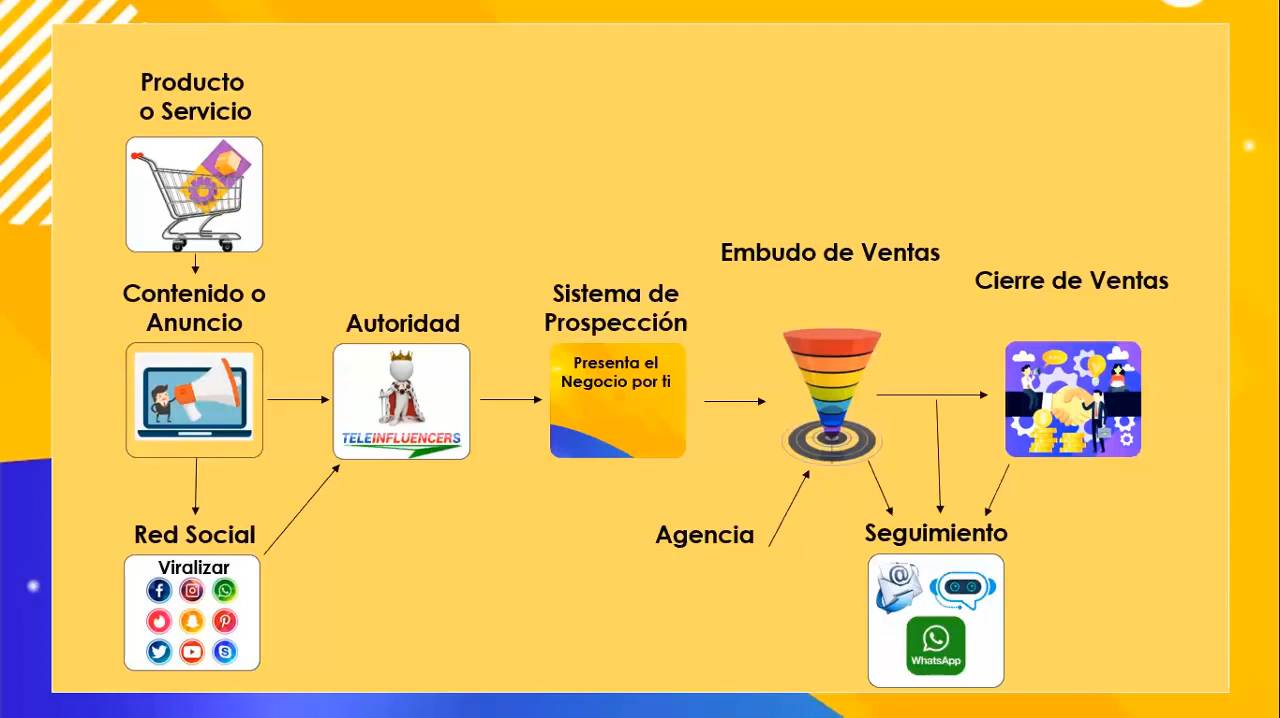 Producto
o Servicio
Contenido o
Anuncio
Red Social
Viralizar
Autoridad
TELEINFLUENCERS
Sistema de
Prospección
Presenta el
Negocio por ti
Embudo de Ventas
Agencia
Cierre de Ventas
Seguimiento
@
WhatsApp